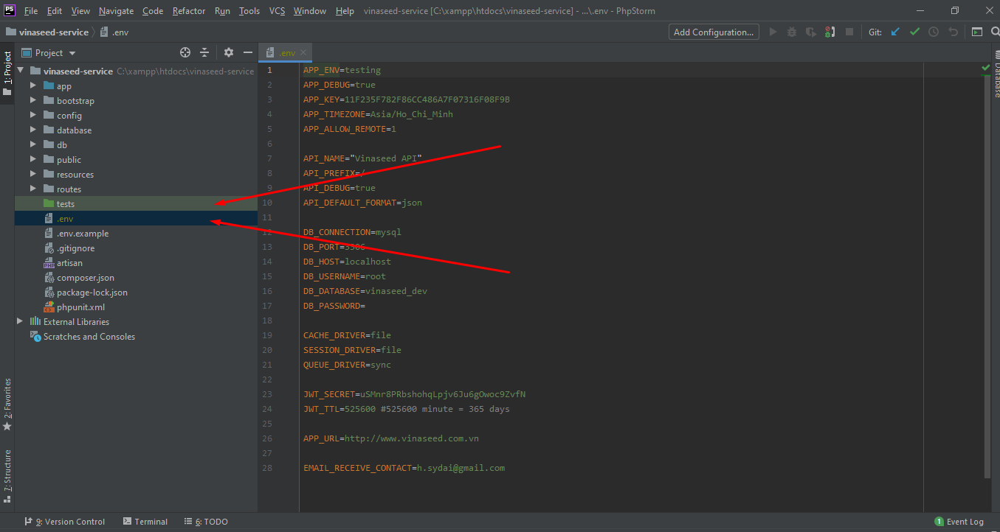 PS File Edit View Navigate Code Refactor Run Tools VCS Window Help vinaseed-service [C:\xampp\htdocs\vinaseed-service] - ...\.env - PhpStorm
vinaseed-service .env Add Configuration... Git:
Project .env
1: Project
vinaseed-service C:\xampp\htdocs\vinaseed-service
app
bootstrap
config
database
db
public
resources
routes
tests
.env
.env.example
.gitignore
artisan
composer.json
package-lock.json
phpunit.xml
External Libraries
Scratches and Consoles
2: Favorites
7: Structure
1 APP_ENV=testing
2 APP_DEBUG=true
3 APP_KEY=11F235F782F86CC486A7F07316F08F9B
4 APP_TIMEZONE=Asia/Ho_Chi_Minh
5 APP_ALLOW_REMOTE=1
6
7 API_NAME="Vinaseed API"
8 API_PREFIX=/
9 API_DEBUG=true
10 API_DEFAULT_FORMAT=json
11
12 DB_CONNECTION=mysql
13 DB_PORT=3306
14 DB_HOST=localhost
15 DB_USERNAME=root
16 DB_DATABASE=vinaseed_dev
17 DB_PASSWORD=
18
19 CACHE_DRIVER=file
20 SESSION_DRIVER=file
21 QUEUE_DRIVER=sync
22
23 JWT_SECRET=uSMnr8PRbshohqLpjv6Ju6gOwoc9ZvfN
24 JWT_TTL=525600 #525600 minute = 365 days
25
26 APP_URL=http://www.vinaseed.com.vn
27
28 EMAIL_RECEIVE_CONTACT=h.sydai@gmail.com
Database
9: Version Control Terminal 6: TODO 1 Event Log